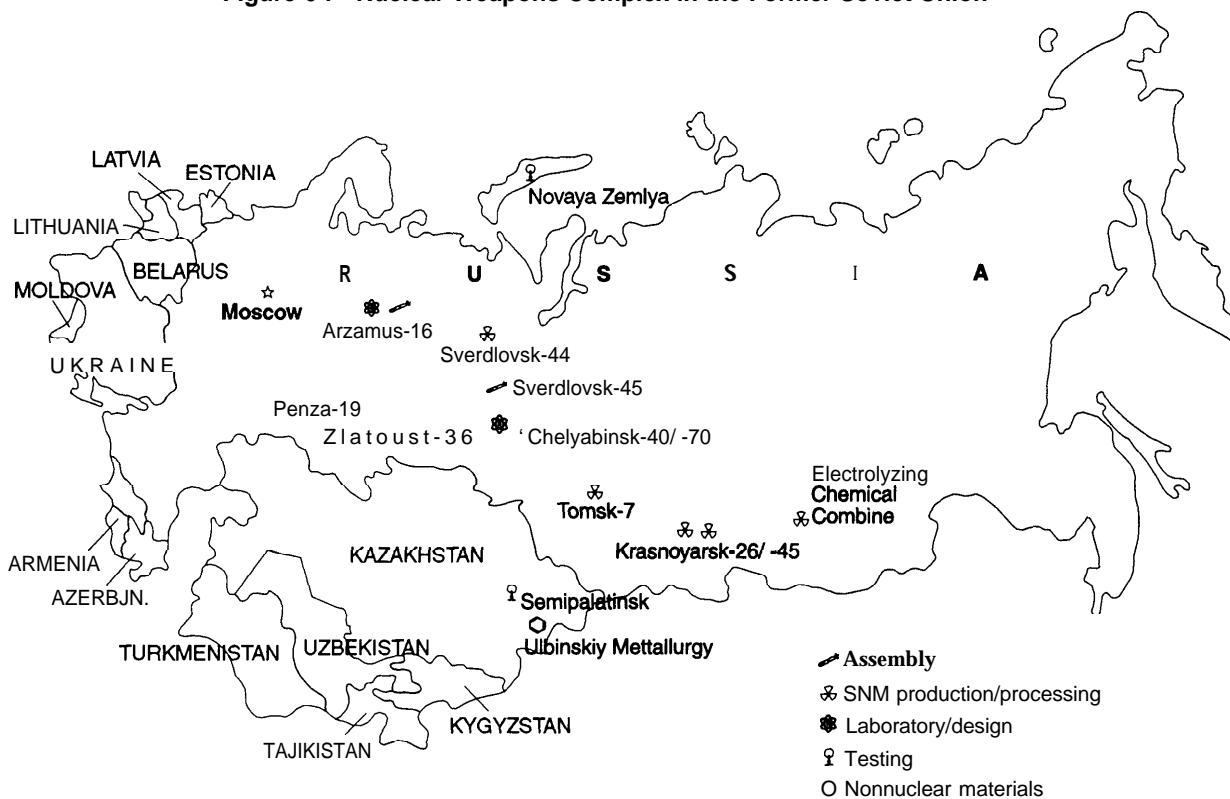 Figure Nuclear Weapons Complex in the Former Soviet Union
LATVIA
ESTONIA
Novaya Zemlya
LITHUANIA
BELARUS
R U S S I A
MOLDOVA
Moscow
Arzamus-16
Sverdlovsk-44
UKRAINE
Sverdlovsk-45
Penza-19
Zlatoust-36
‘Chelyabinsk-40/ -70
Electrolyzing
Chemical
Combine
Tomsk-7
Krasnoyarsk-26/ -45
KAZAKHSTAN
ARMENIA
AZERBJN.
Semipalatinsk
TURKMENISTAN
UZBEKISTAN
Ulbinskiy Mettallurgy
KYGYZSTAN
TAJIKISTAN
Assembly
SNM production/processing
Laboratory/design
Testing
Nonnuclear materials